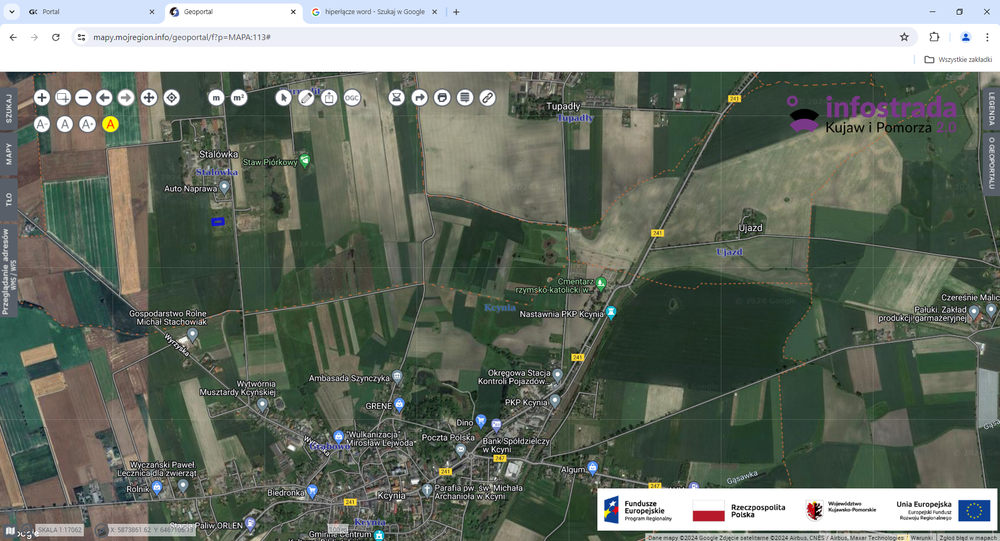 Portal
Geoportal
hiperłącze word - Szukaj w Google
mapy.mojregion.info/geoportal/f?p=MAPA:113#
Wszystkie zakładki
Zaloguj
m
m²
OGC
A-
A
A+
A
SZUKAJ
MAPY
TŁO
Przeglądanie adresów
WMS / WFS
LEGENDA
O GEOPORTALU
infostrada
Kujaw i Pomorza 2.0
241
Tupadły
Tupadły
Stalówka
Stalówka
Staw Piórkowy
Auto Naprawa
241
Ujazd
Ujazd
Cmentarz
rzymsko-katolicki w...
Kcynia
Nastawnia PKP Kcynia
Czereśnie Malic
Pałuki. Zakład
produkcji garmażeryjnej
Gospodarstwo Rolne
Michał Stachowiak
Wyrzyska
241
Okręgowa Stacja
Kontroli Pojazdów...
Ambasada Szynczyka
Wytwórnia
Musztardy Kcyńskiej
GRENE
PKP Kcynia
Dino
Poczta Polska
Bank Spółdzielczy
w Kcyni
"Wulkanizacja"
Mirosław Lejwoda
Wyrzyska
Grabowo
247
Wyczański Paweł.
Lecznica dla zwierząt
Rolnik
241
Algum
Gąsawka
247
Biedronka
Kcynia
Parafia pw. św. Michała
Archanioła w Kcyni
241
Kcynia
Stacja Paliw ORLEN
Gminne Centrum
100 m
SKALA 1:17062
X: 5873861.62 Y: 6467106.13
Google
Fundusze
Europejskie
Program Regionalny
Rzeczpospolita
Polska
Województwo
Kujawsko-Pomorskie
Unia Europejska
Europejski Fundusz
Rozwoju Regionalnego
Dane mapy ©2024 Google Zdjęcie satelitarne ©2024 Airbus, CNES / Airbus, Maxar Technologies
Warunki
Zgłoś błąd w mapach